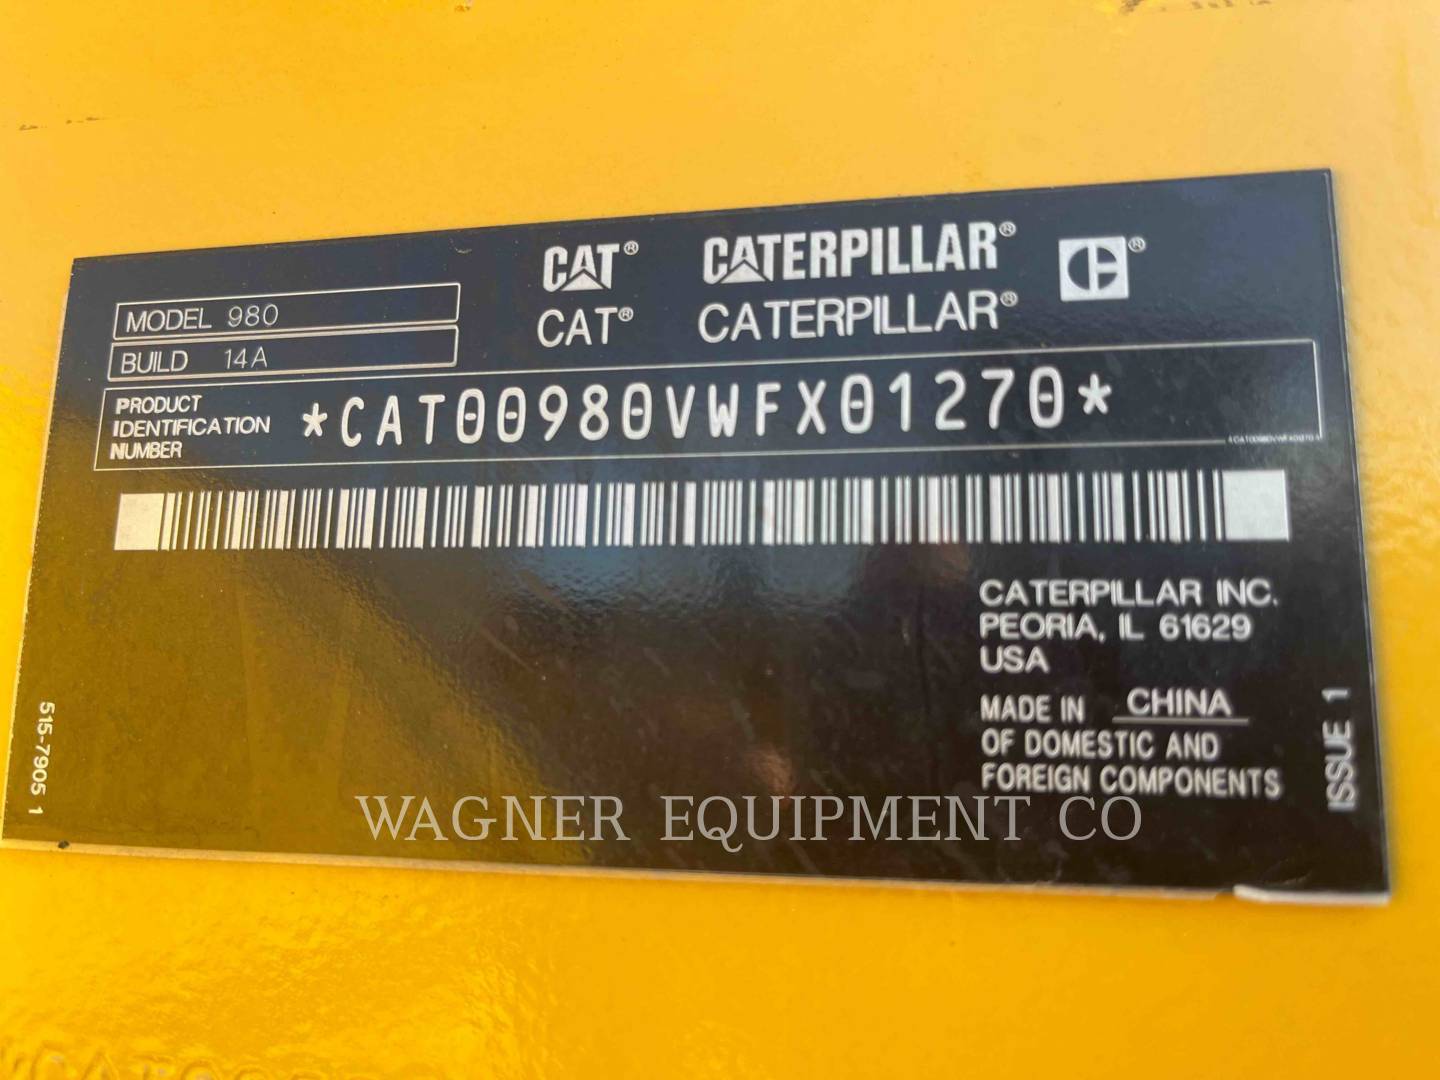 CAT® CATERPILLAR® ®
CAT® CATERPILLAR®
MODEL 980
BUILD 14A
PRODUCT
IDENTIFICATION
NUMBER
*CAT00980VWFX01270*
CATERPILLAR INC.
PEORIA, IL 61629
USA
MADE IN CHINA
OF DOMESTIC AND
FOREIGN COMPONENTS
515-7905 1
ISSUE 1
WAGNER EQUIPMENT CO